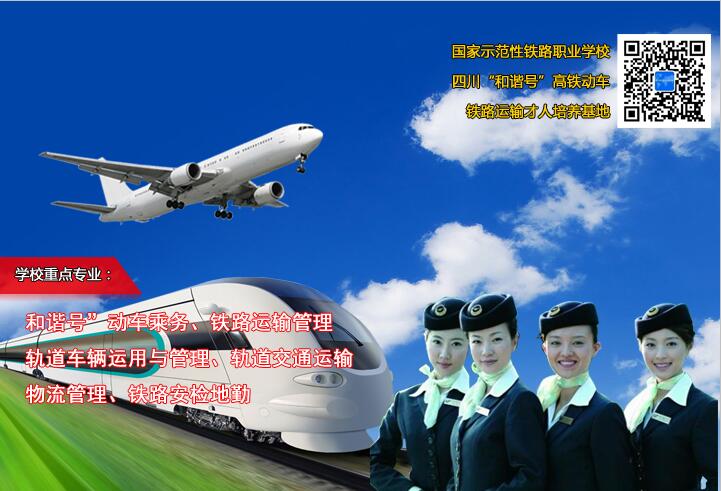 国家示范性铁路职业学校
四川“和谐号”高铁动车
铁路运输才人培养基地
学校重点专业：
和谐号”动车乘务、铁路运输管理
轨道车辆运用与管理、轨道交通运输
物流管理、铁路安检地勤